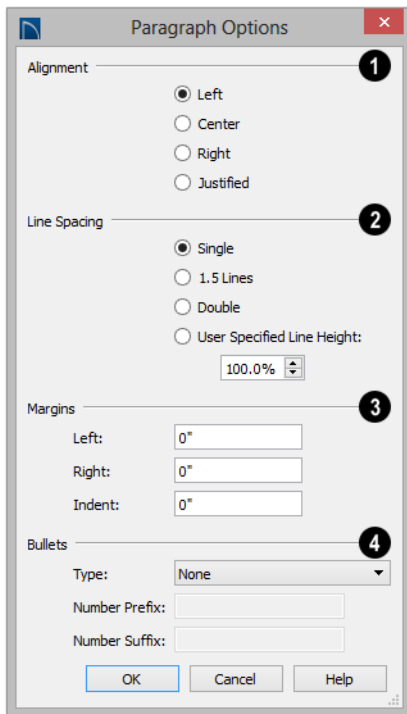 Paragraph Options
Alignment 1
Left
Center
Right
Justified
Line Spacing 2
Single
1.5 Lines
Double
User Specified Line Height:
100.0%
Margins 3
Left: 0"
Right: 0"
Indent: 0"
Bullets 4
Type: None
Number Prefix:
Number Suffix:
OK Cancel Help